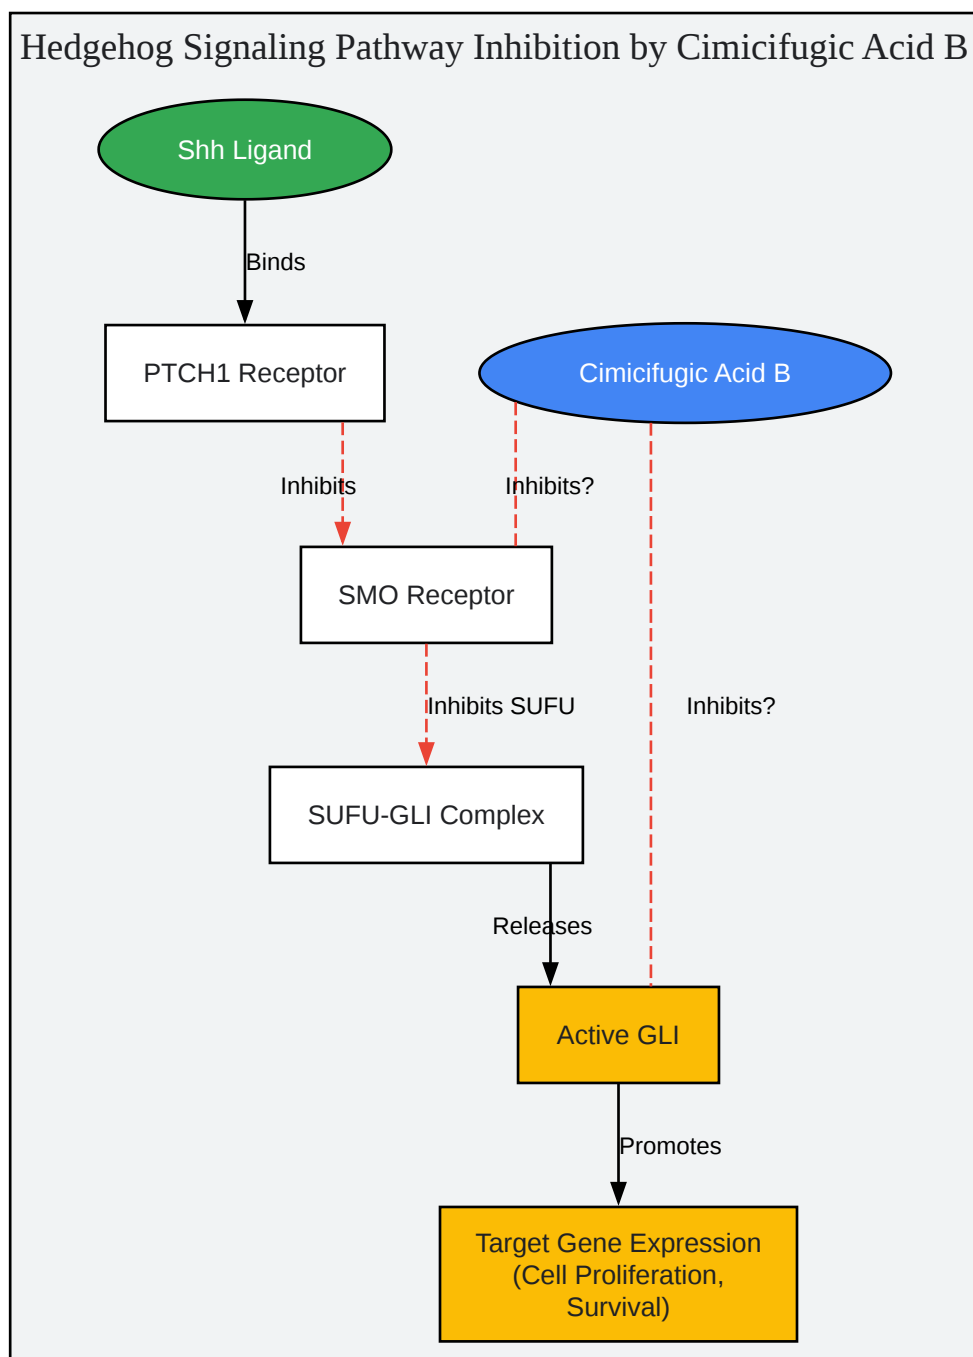 Hedgehog Signaling Pathway Inhibition by Cimicifugic Acid B
Shh Ligand
Binds
PTCH1 Receptor
Cimicifugic Acid B
Inhibits
Inhibits?
SMO Receptor
Inhibits SUFU
Inhibits?
SUFU-GLI Complex
Releases
Active GLI
Promotes
Target Gene Expression
(Cell Proliferation,
Survival)